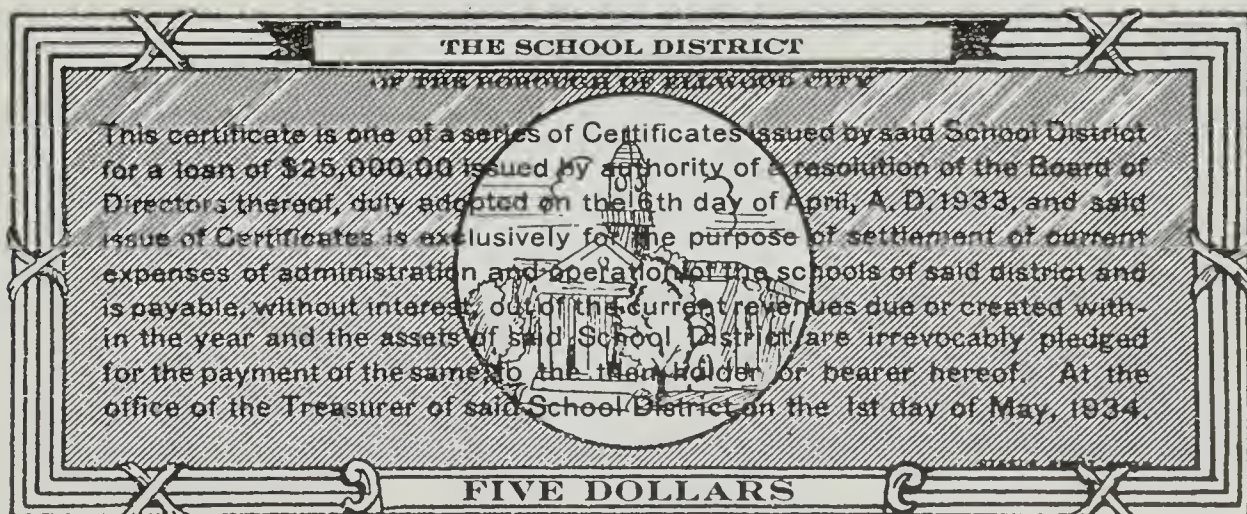 THE SCHOOL DISTRICT
OF THE BOROUGH OF ELLWOOD CITY
This certificate is one of a series of Certificates issued by said School District
for a loan of $25,000.00 issued by authority of a resolution of the Board of
Directors thereof, duly adopted on the 6th day of April, A. D. 1933, and said
issue of Certificates is exclusively for the purpose of settlement of current
expenses of administration and operation of the schools of said district and
is payable, without interest, out of the current revenues due or created with-
in the year and the assets of said School District are irrevocably pledged
for the payment of the same, to the then holder or bearer hereof. At the
office of the Treasurer of said School District on the 1st day of May, 1934.
FIVE DOLLARS